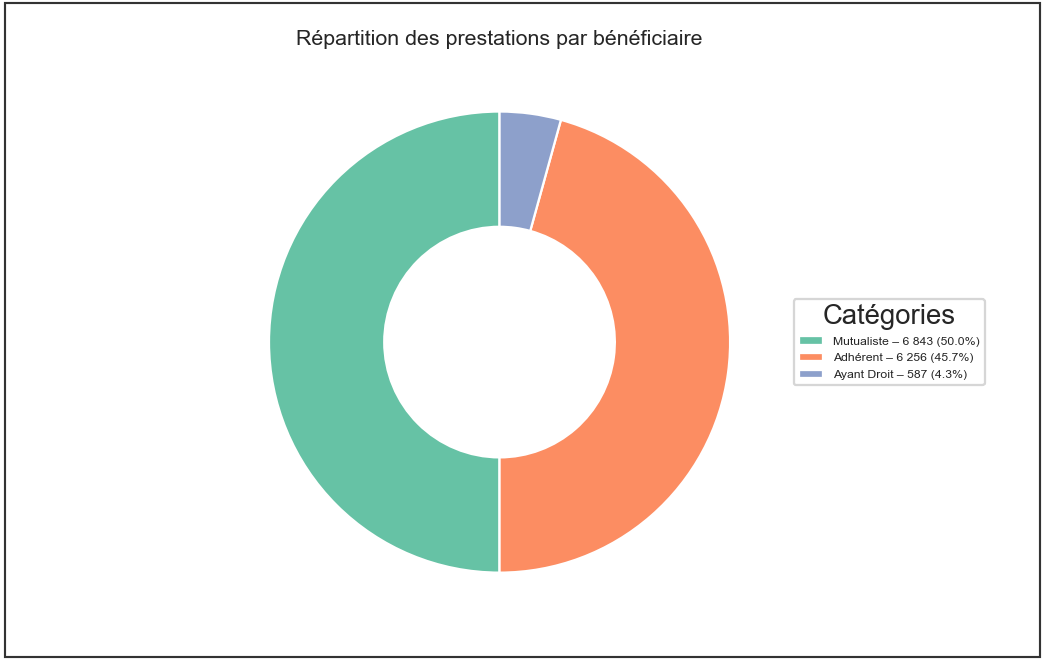 Répartition des prestations par bénéficiaire
Catégories
Mutualiste – 6 843 (50.0%)
Adhérent – 6 256 (45.7%)
Ayant Droit – 587 (4.3%)